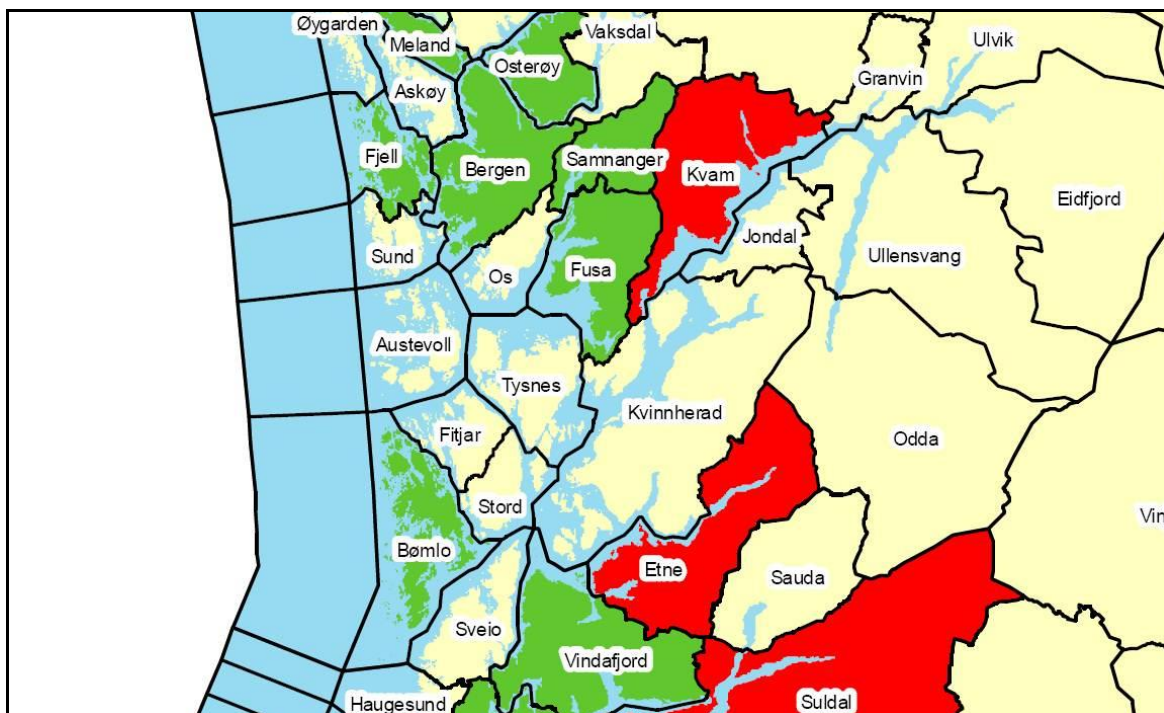 Øygarden
Vaksdal
Ulvik
Meland
Osterøy
Granvin
Askøy
Fjell
Bergen
Samnanger
Kvam
Eidfjord
Jondal
Sund
Os
Fusa
Ullensvang
Austevoll
Tysnes
Kvinnherad
Fitjar
Odda
Stord
Vin
Bømlo
Etne
Sauda
Sveio
Vindafjord
Haugesund
Suldal